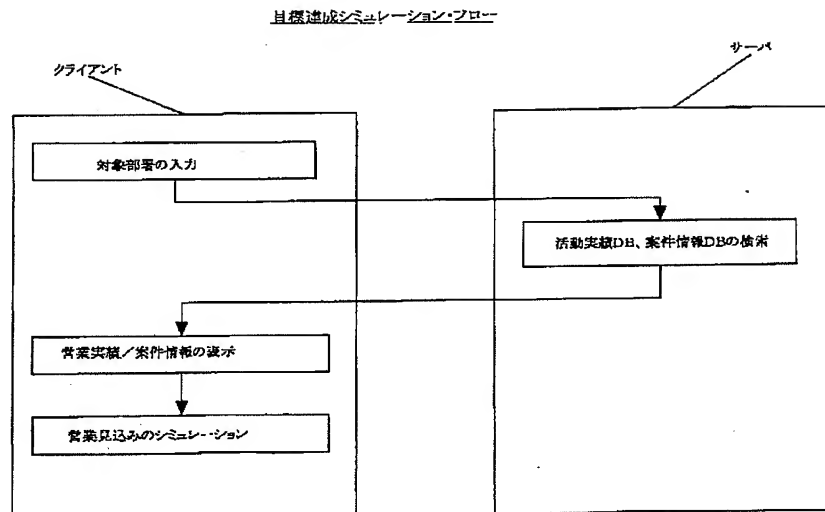 目標達成シミュレーション・フロー
サーバ
クライアント
対象部署の入力
活動実績DB、案件情報DBの検索
営業実績/案件情報の表示
営業見込みのシミュレーション